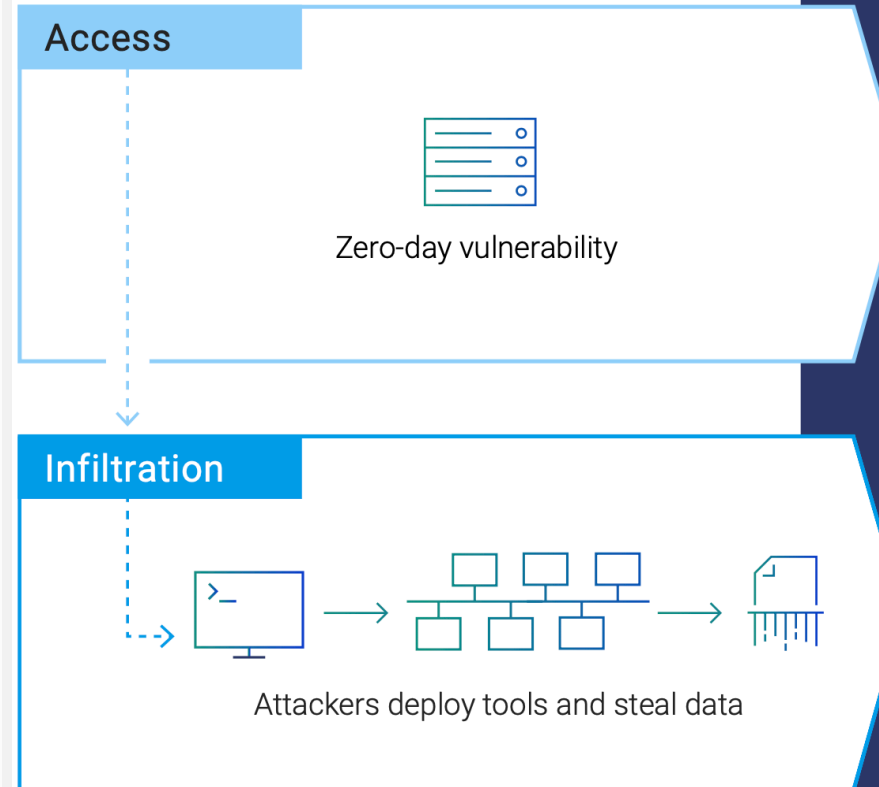 Access
Zero-day vulnerability
Infiltration
Attackers deploy tools and steal data